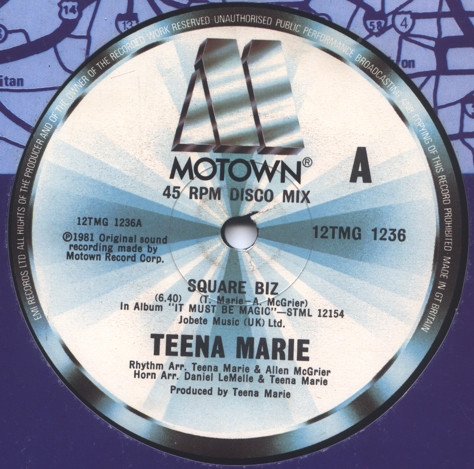 EMI RECORDS LTD ALL RIGHTS OF THE PRODUCER AND OF THE OWNER OF THE RECORDED WORK RESERVED UNAUTHORISED PUBLIC PERFORMANCE BROADCASTING AND COPYING OF THIS RECORD PROHIBITED MADE IN GT BRITAIN
M
MOTOWN®
A
45 RPM DISCO MIX
12TMG 1236A
12TMG 1236
℗1981 Original sound
recording made by
Motown Record Corp.
SQUARE BIZ
(6.40) (T. Marie—A. McGrier)
In Album "IT MUST BE MAGIC"—STML 12154
Jobete Music (UK) Ltd.
TEENA MARIE
Rhythm Arr. Teena Marie & Allen McGrier
Horn Arr. Daniel LeMelle & Teena Marie
Produced by Teena Marie
14
58
4